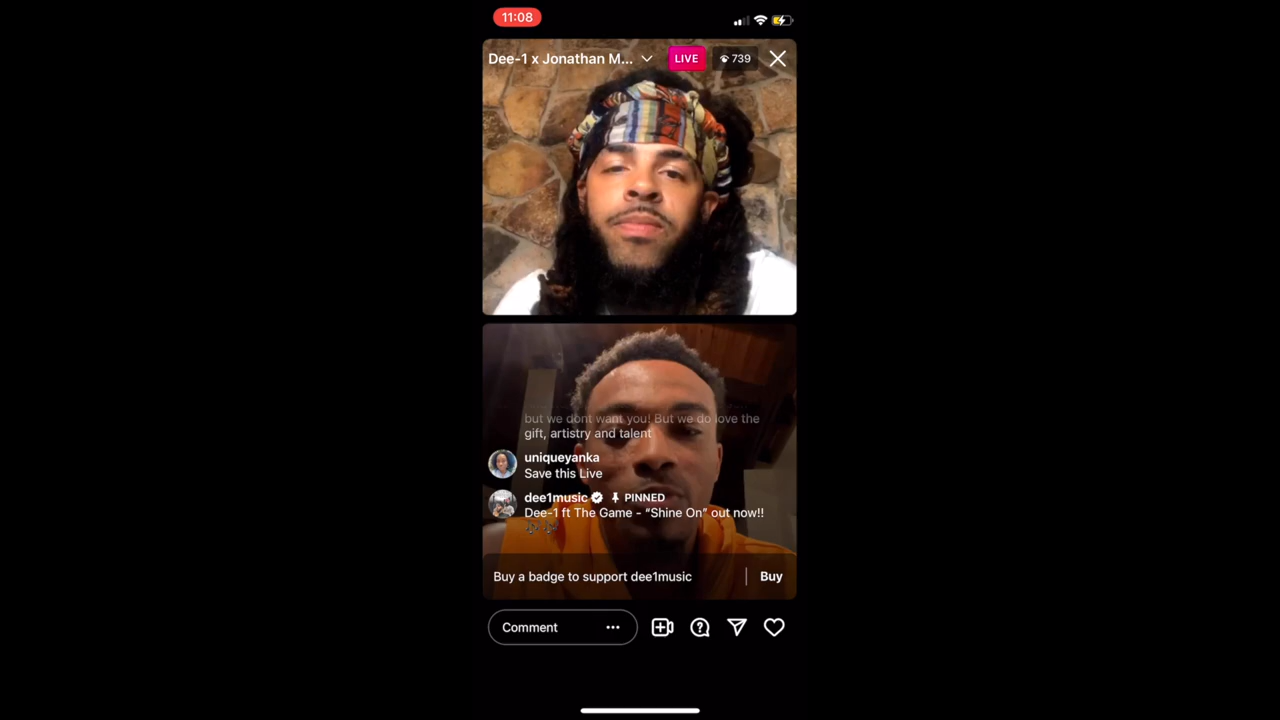 11:08
Dee-1 x Jonathan M...
LIVE
739
but we dont want you! But we do love the
gift, artistry and talent
uniqueyanka
Save this Live
dee1music PINNED
Dee-1 ft The Game - “Shine On” out now!!
Buy a badge to support dee1music
Buy
Comment